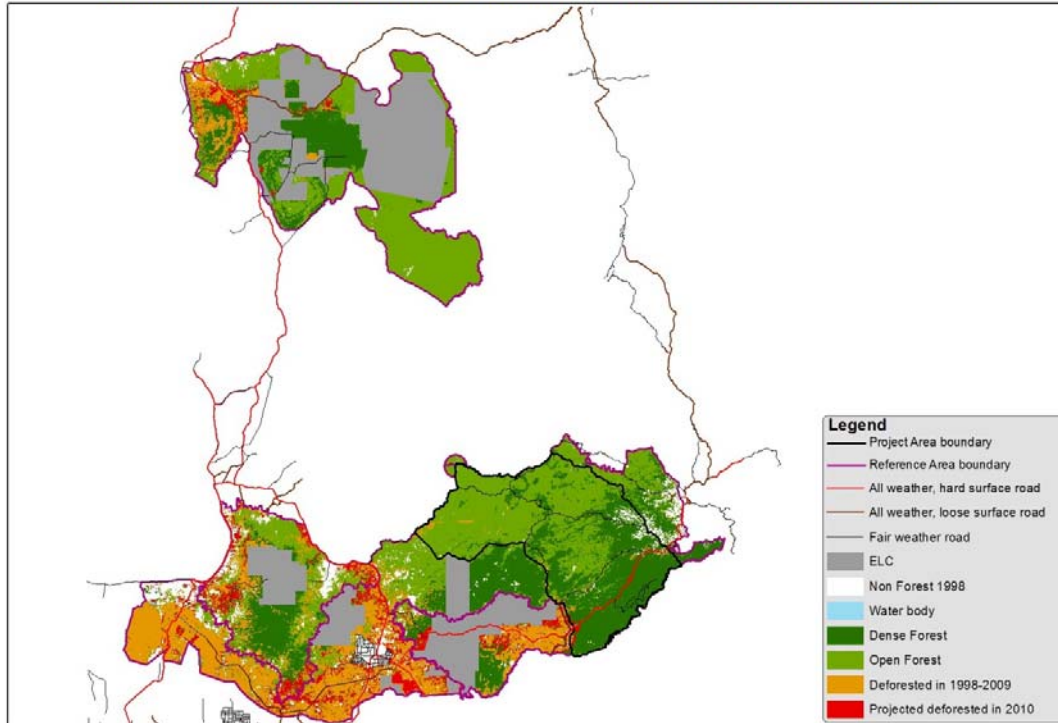 Legend
Project Area boundary
Reference Area boundary
All weather, hard surface road
All weather, loose surface road
Fair weather road
ELC
Non Forest 1998
Water body
Dense Forest
Open Forest
Deforested in 1998-2009
Projected deforested in 2010